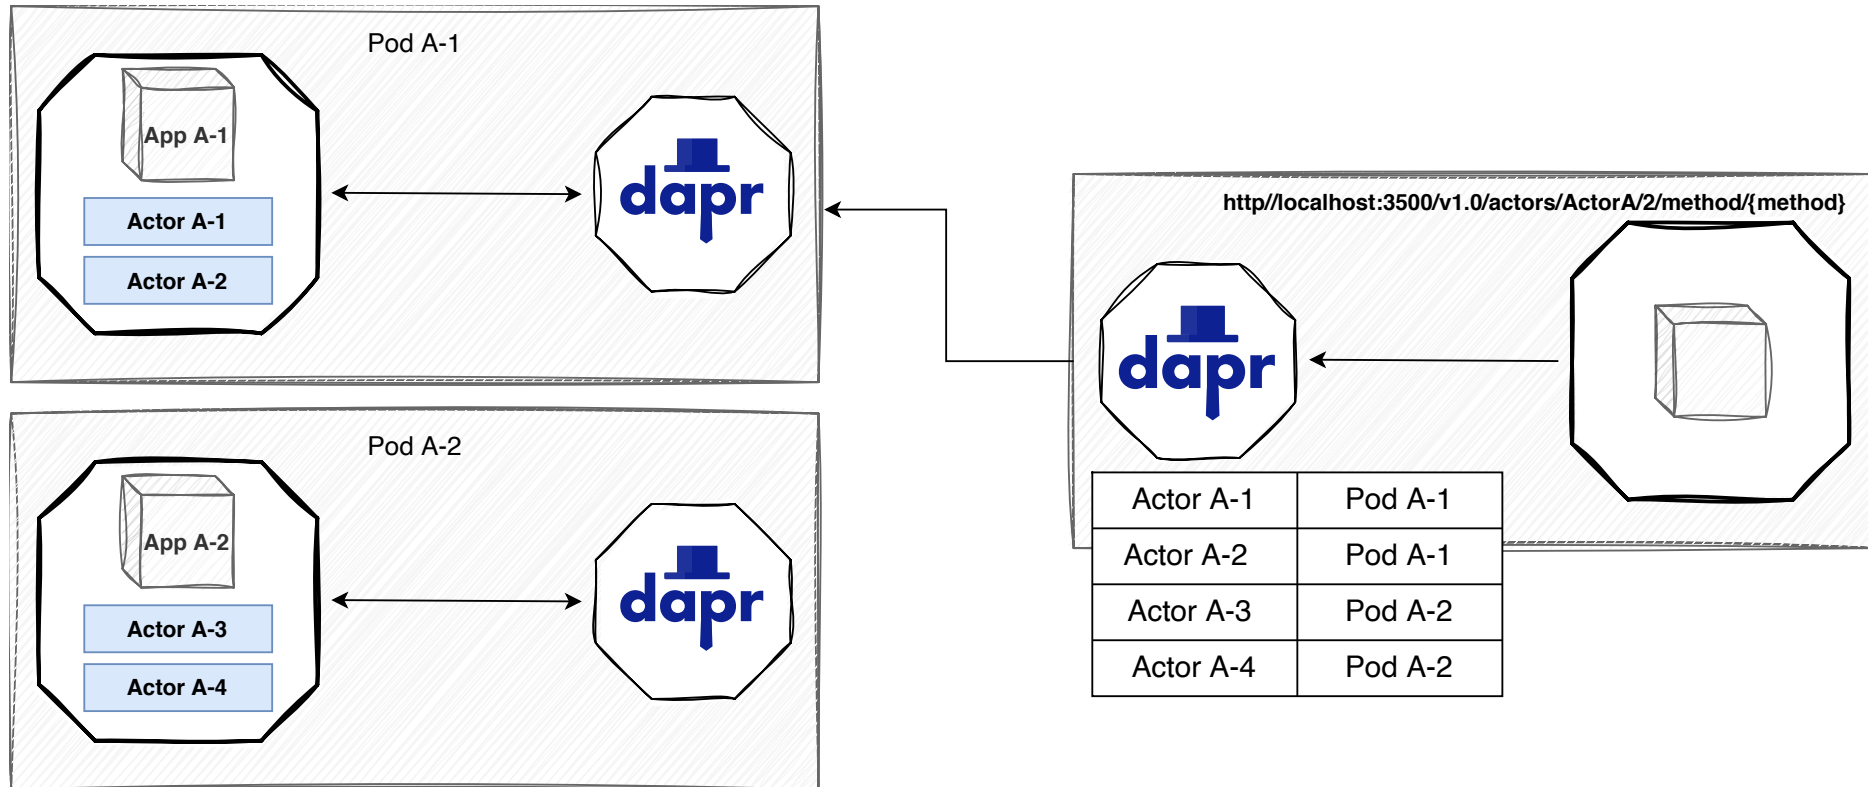 Pod A-1
App A-1
Actor A-1
Actor A-2
dapr
Pod A-2
App A-2
Actor A-3
Actor A-4
dapr
http//localhost:3500/v1.0/actors/ActorA/2/method/{method}
dapr
Actor A-1 Pod A-1
Actor A-2 Pod A-1
Actor A-3 Pod A-2
Actor A-4 Pod A-2